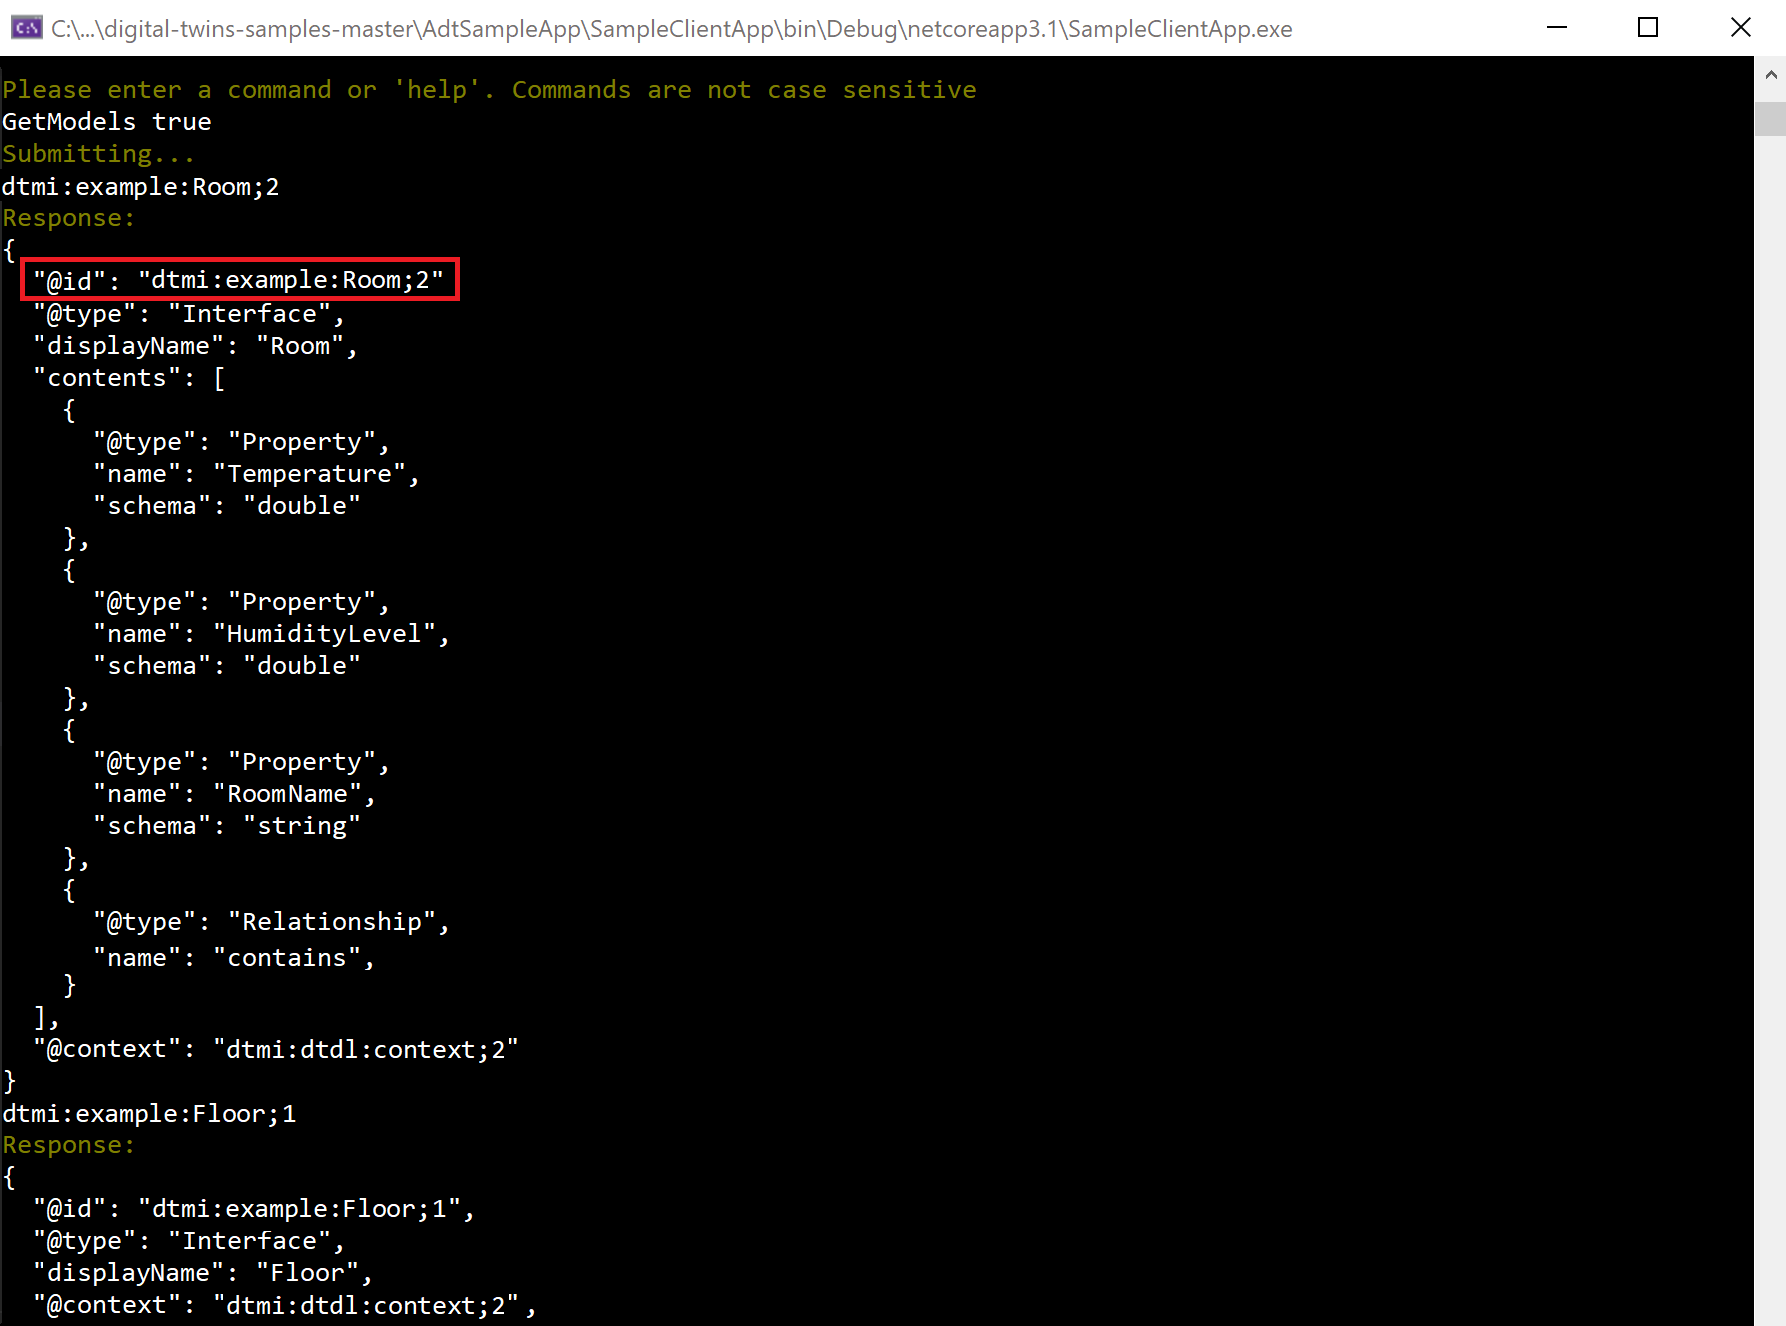 C:\...\digital-twins-samples-master\AdtSampleApp\SampleClientApp\bin\Debug\netcoreapp3.1\SampleClientApp.exe
Please enter a command or 'help'. Commands are not case sensitive
GetModels true
Submitting...
dtmi:example:Room;2
Response:
{
  "@id": "dtmi:example:Room;2"
  "@type": "Interface",
  "displayName": "Room",
  "contents": [
    {
      "@type": "Property",
      "name": "Temperature",
      "schema": "double"
    },
    {
      "@type": "Property",
      "name": "HumidityLevel",
      "schema": "double"
    },
    {
      "@type": "Property",
      "name": "RoomName",
      "schema": "string"
    },
    {
      "@type": "Relationship",
      "name": "contains",
    }
  ],
  "@context": "dtmi:dtdl:context;2"
}
dtmi:example:Floor;1
Response:
{
  "@id": "dtmi:example:Floor;1",
  "@type": "Interface",
  "displayName": "Floor",
  "@context": "dtmi:dtdl:context;2",